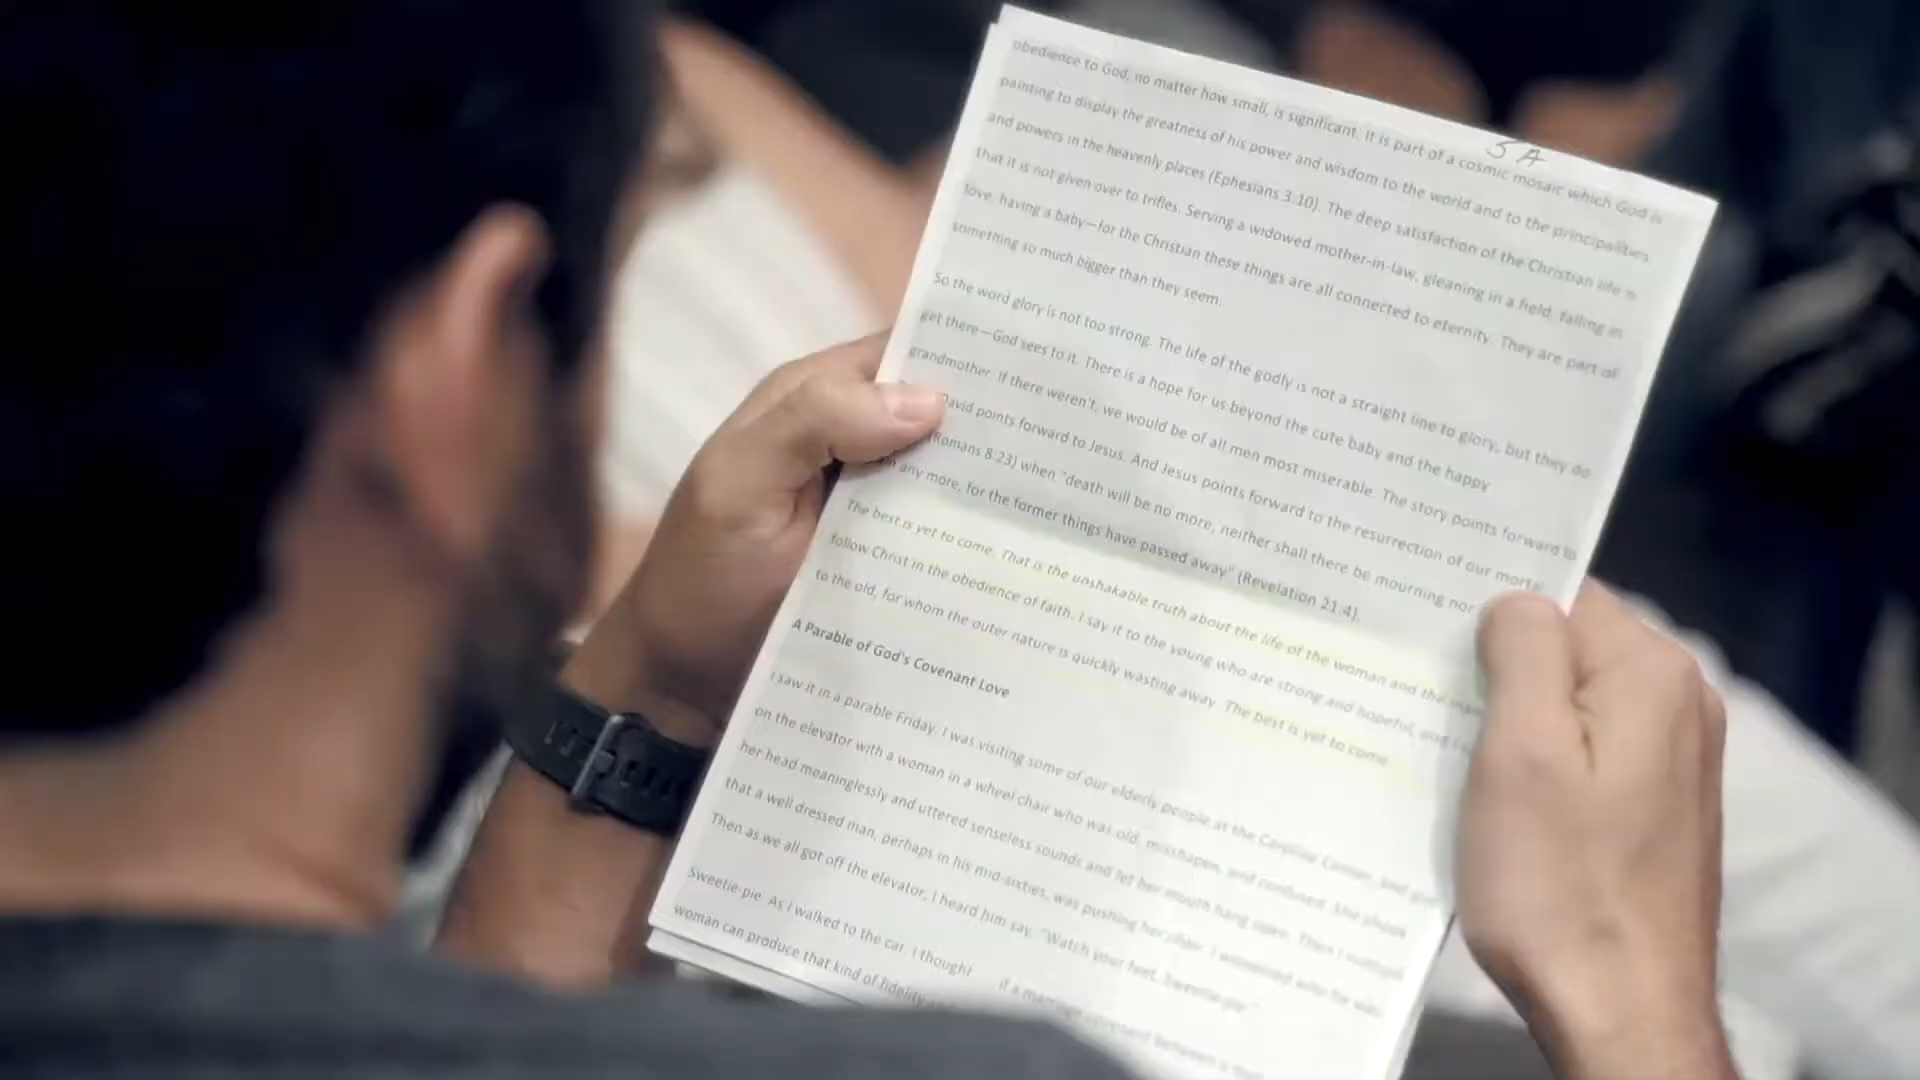 5A
obedience to God, no matter how small, is significant. It is part of a cosmic mosaic which God is
painting to display the greatness of his power and wisdom to the world and to the principalities
and powers in the heavenly places (Ephesians 3:10). The deep satisfaction of the Christian life is
that it is not given over to trifles. Serving a widowed mother-in-law, gleaning in a field, falling in
love, having a baby—for the Christian these things are all connected to eternity. They are part of
something so much bigger than they seem.
So the word glory is not too strong. The life of the godly is not a straight line to glory, but they do
get there—God sees to it. There is a hope for us beyond the cute baby and the happy
grandmother. If there weren't, we would be of all men most miserable. The story points forward to
David points forward to Jesus. And Jesus points forward to the resurrection of our mortal
(Romans 8:23) when "death will be no more, neither shall there be mourning nor
any more, for the former things have passed away" (Revelation 21:4).
The best is yet to come. That is the unshakable truth about the life of the woman and the man
follow Christ in the obedience of faith. I say it to the young who are strong and hopeful, and I
to the old, for whom the outer nature is quickly wasting away. The best is yet to come.
A Parable of God's Covenant Love
I saw it in a parable Friday. I was visiting some of our elderly people at the Caroline Center, and got
on the elevator with a woman in a wheel chair who was old, misshapen, and confused. She shook
her head meaninglessly and uttered senseless sounds and let her mouth hang open. Then I noticed
that a well dressed man, perhaps in his mid-sixties, was pushing her chair. I wondered who he was.
Then as we all got off the elevator, I heard him say, "Watch your feet, Sweetie-pie."
Sweetie-pie. As I walked to the car, I thought if a marriage covenant between a
woman can produce that kind of fidelity and